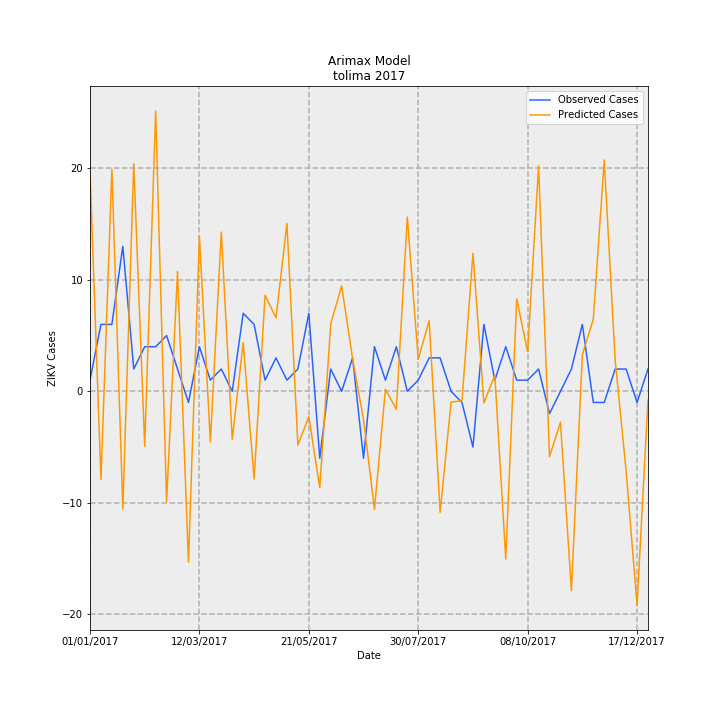 Arimax Model
tolima 2017
Observed Cases
Predicted Cases
ZIKV Cases
20
10
0
−10
−20
01/01/2017
12/03/2017
21/05/2017
30/07/2017
08/10/2017
17/12/2017
Date